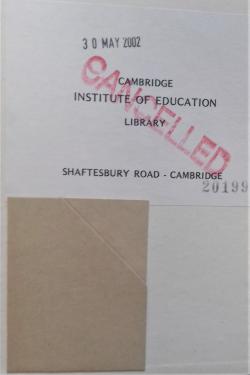 30 MAY 2002
CANCELLED
CAMBRIDGE
INSTITUTE OF EDUCATION
LIBRARY
SHAFTESBURY ROAD - CAMBRIDGE
20199